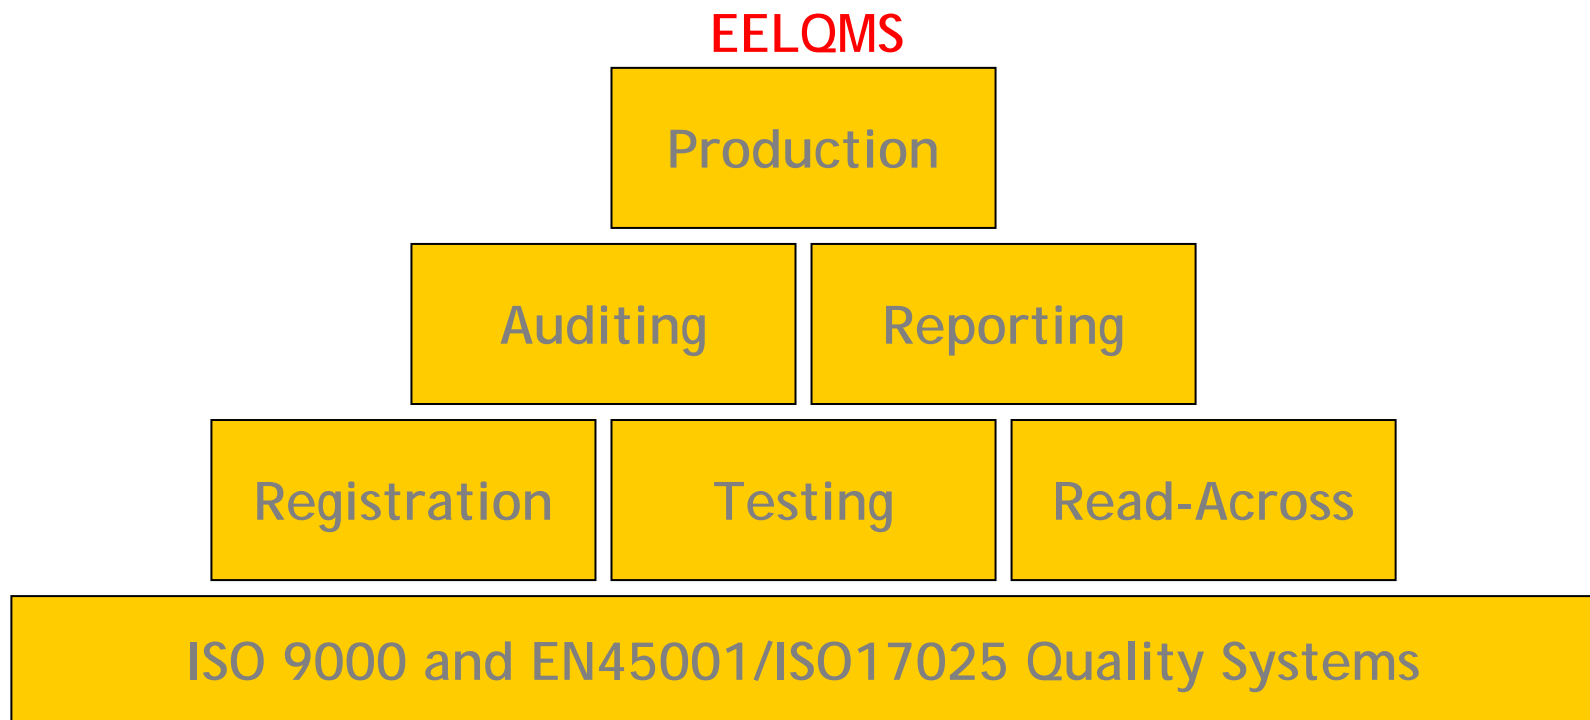 EELQMS
Production
Auditing
Reporting
Registration
Testing
Read-Across
ISO 9000 and EN45001/ISO17025 Quality Systems